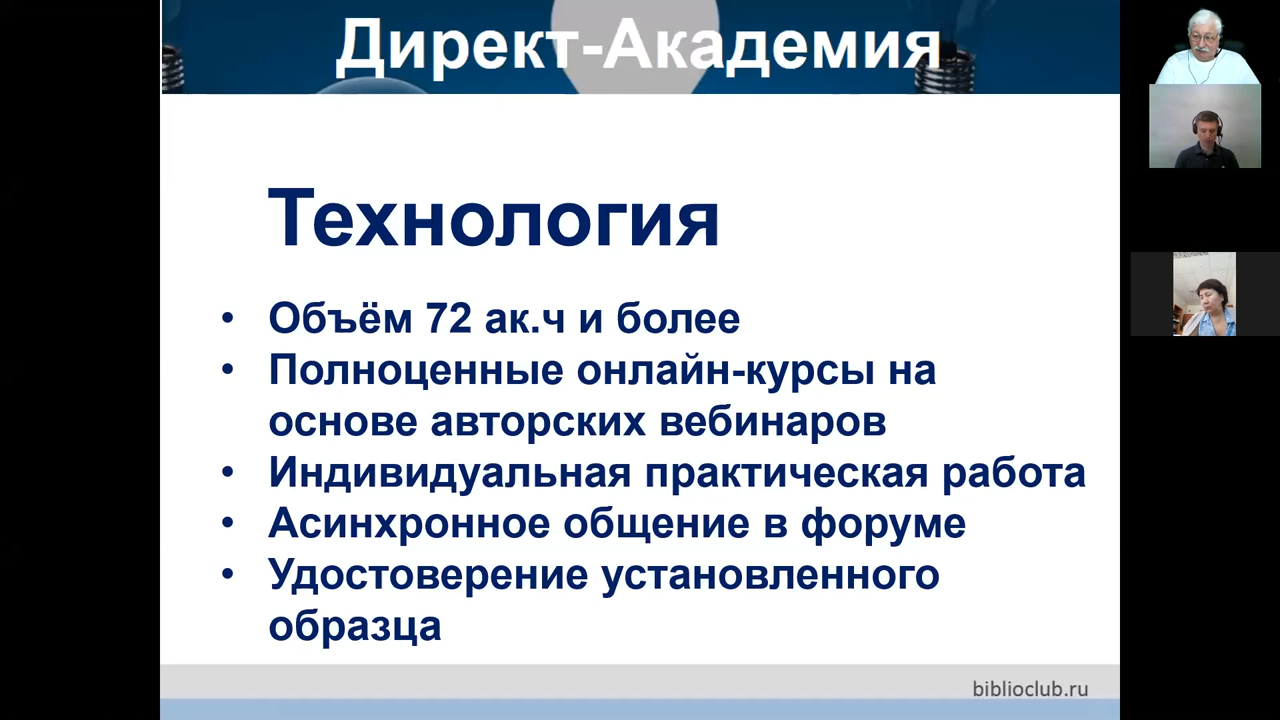 Директ-Академия
Технология
• Объём 72 ак.ч и более
• Полноценные онлайн-курсы на
основе авторских вебинаров
• Индивидуальная практическая работа
• Асинхронное общение в форуме
• Удостоверение установленного
образца
biblioclub.ru